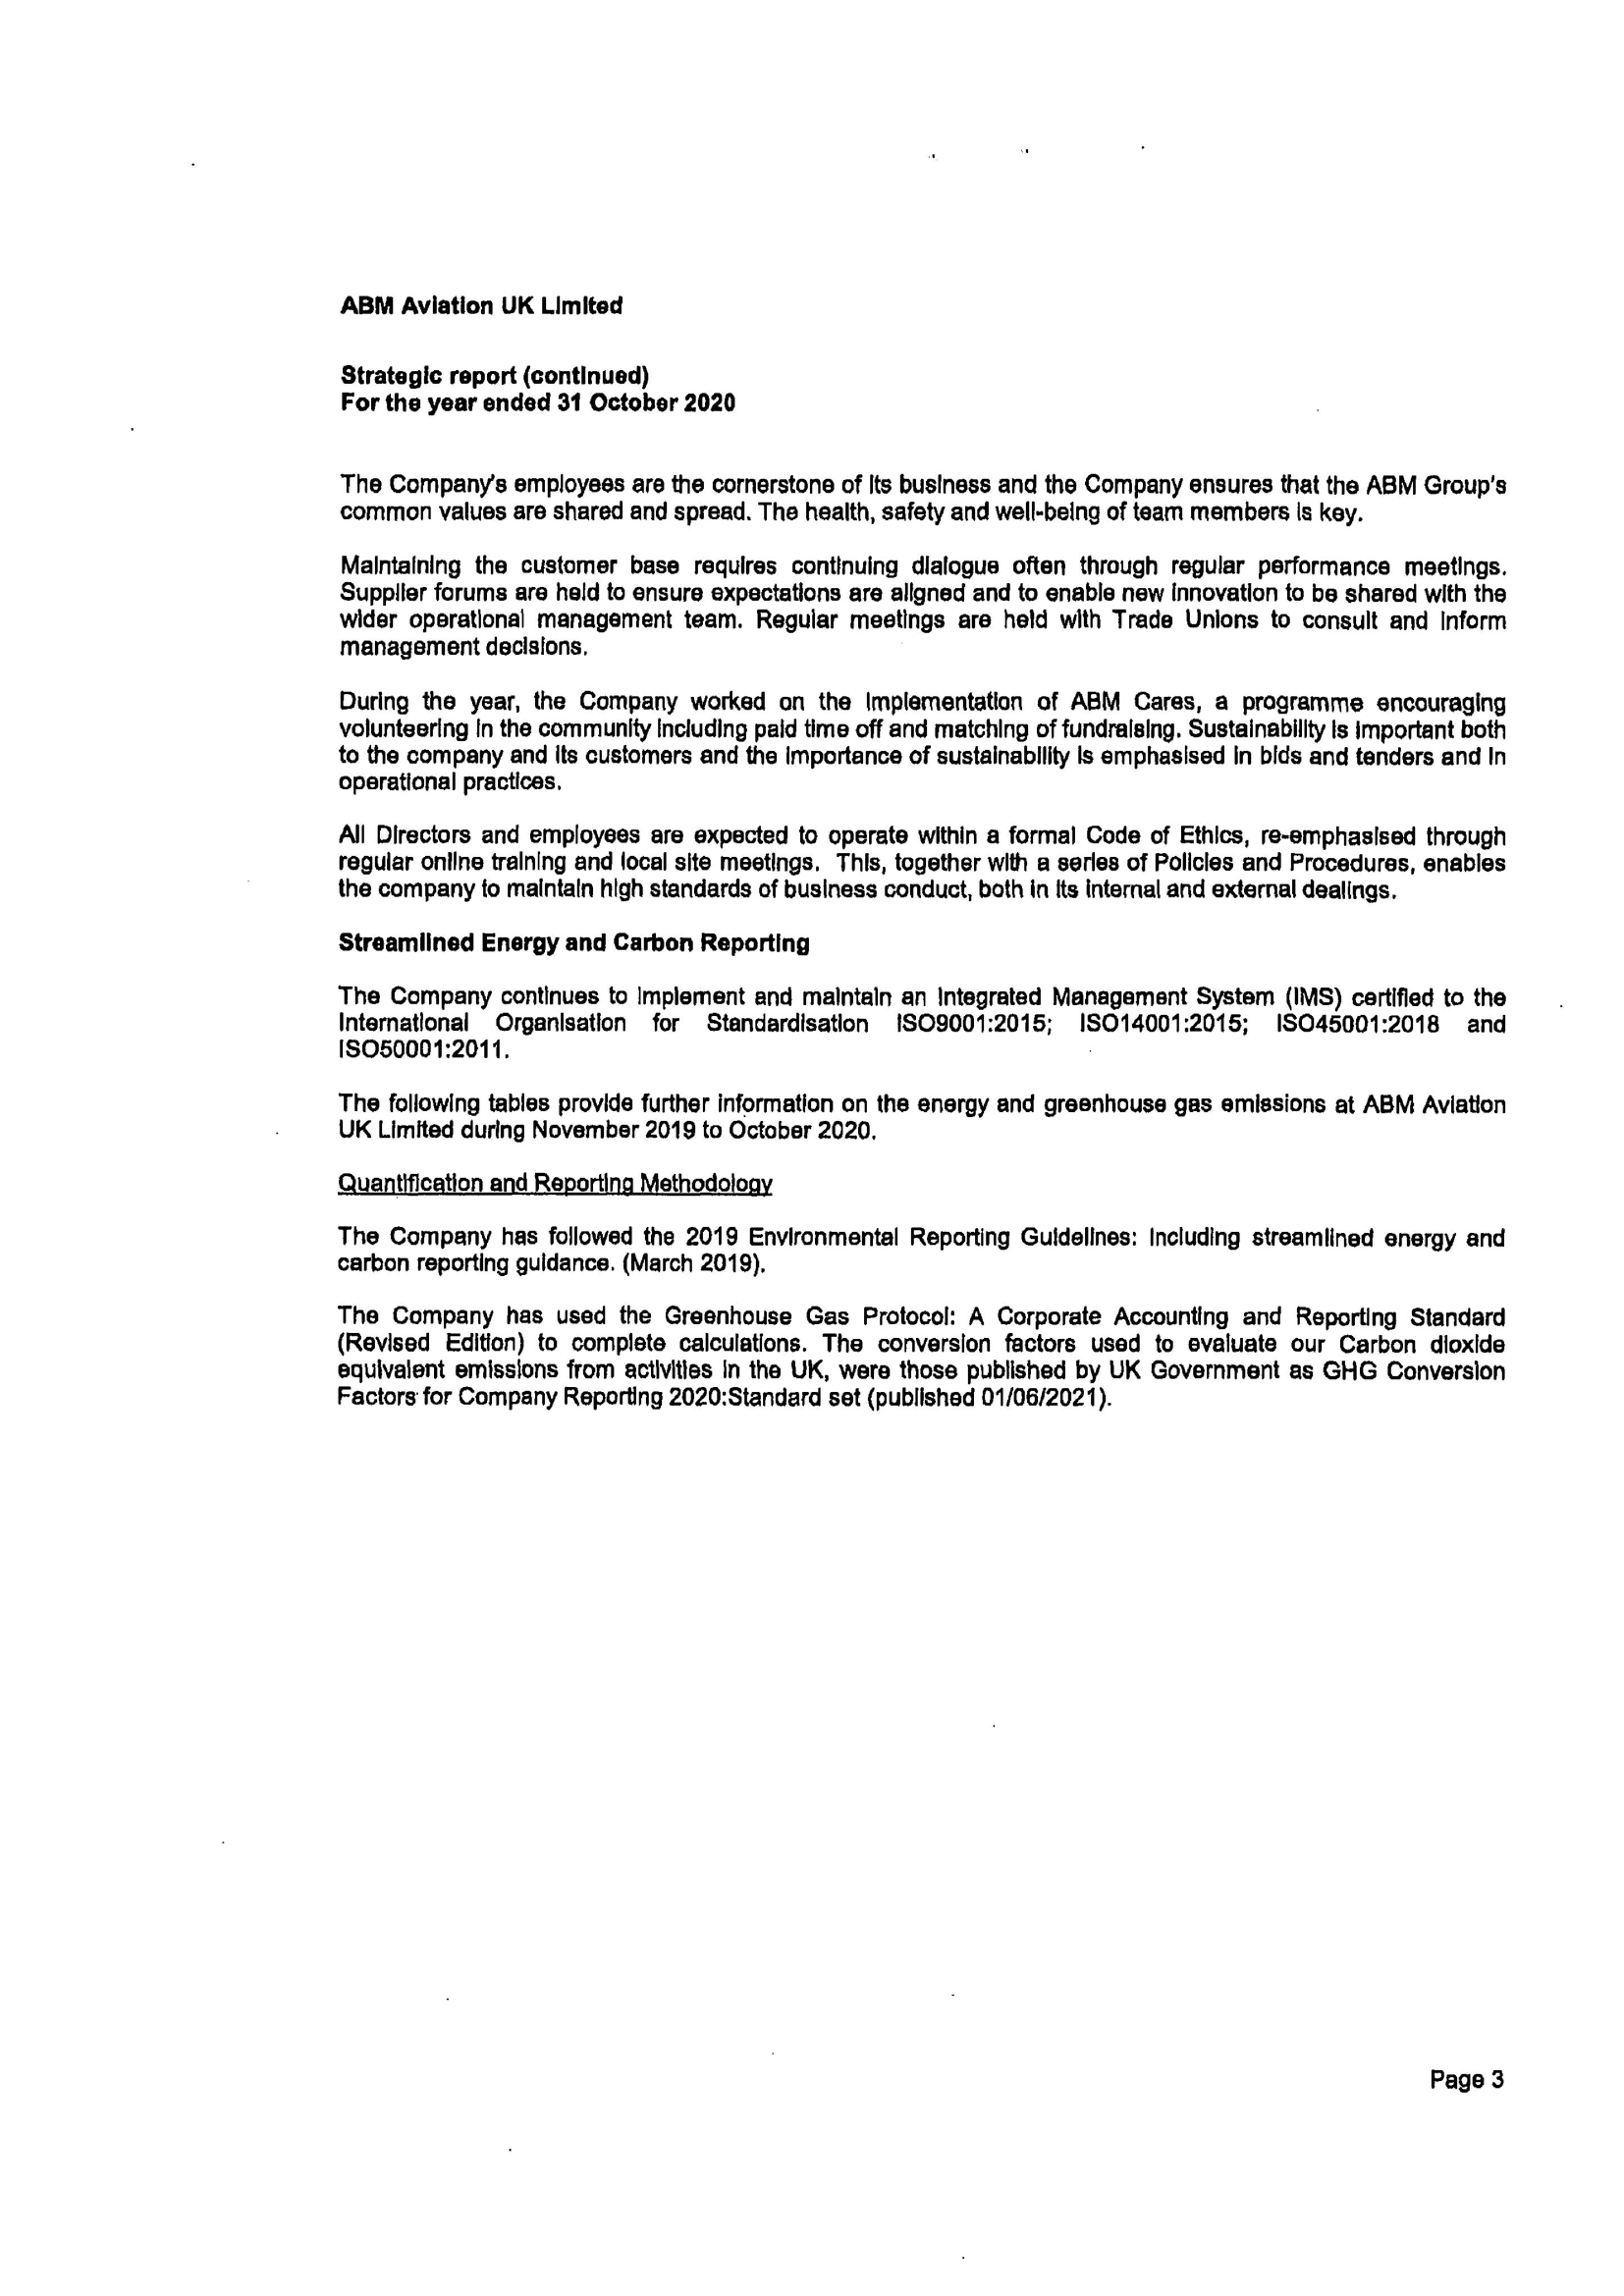 ABM Aviation UK Limited
Strategic report (continued)
For the year ended 31 October 2020
The Company's employees are the cornerstone of its business and the Company ensures that the ABM Group's
common values are shared and spread. The health, safety and well-being of team members is key.
Maintaining the customer base requires continuing dialogue often through regular performance meetings.
Supplier forums are held to ensure expectations are aligned and to enable new innovation to be shared with the
wider operational management team. Regular meetings are held with Trade Unions to consult and inform
management decisions.
During the year, the Company worked on the implementation of ABM Cares, a programme encouraging
volunteering in the community including paid time off and matching of fundraising. Sustainability is important both
to the company and its customers and the importance of sustainability is emphasised in bids and tenders and in
operational practices.
All Directors and employees are expected to operate within a formal Code of Ethics, re-emphasised through
regular online training and local site meetings. This, together with a series of Policies and Procedures, enables
the company to maintain high standards of business conduct, both in its internal and external dealings.
Streamlined Energy and Carbon Reporting
The Company continues to implement and maintain an Integrated Management System (IMS) certified to the
International Organisation for Standardisation ISO9001:2015; ISO14001:2015; ISO45001:2018 and
ISO50001:2011.
The following tables provide further information on the energy and greenhouse gas emissions at ABM Aviation
UK Limited during November 2019 to October 2020.
Quantification and Reporting Methodology
The Company has followed the 2019 Environmental Reporting Guidelines: Including streamlined energy and
carbon reporting guidance. (March 2019).
The Company has used the Greenhouse Gas Protocol: A Corporate Accounting and Reporting Standard
(Revised Edition) to complete calculations. The conversion factors used to evaluate our Carbon dioxide
equivalent emissions from activities in the UK, were those published by UK Government as GHG Conversion
Factors for Company Reporting 2020:Standard set (published 01/06/2021).
Page 3